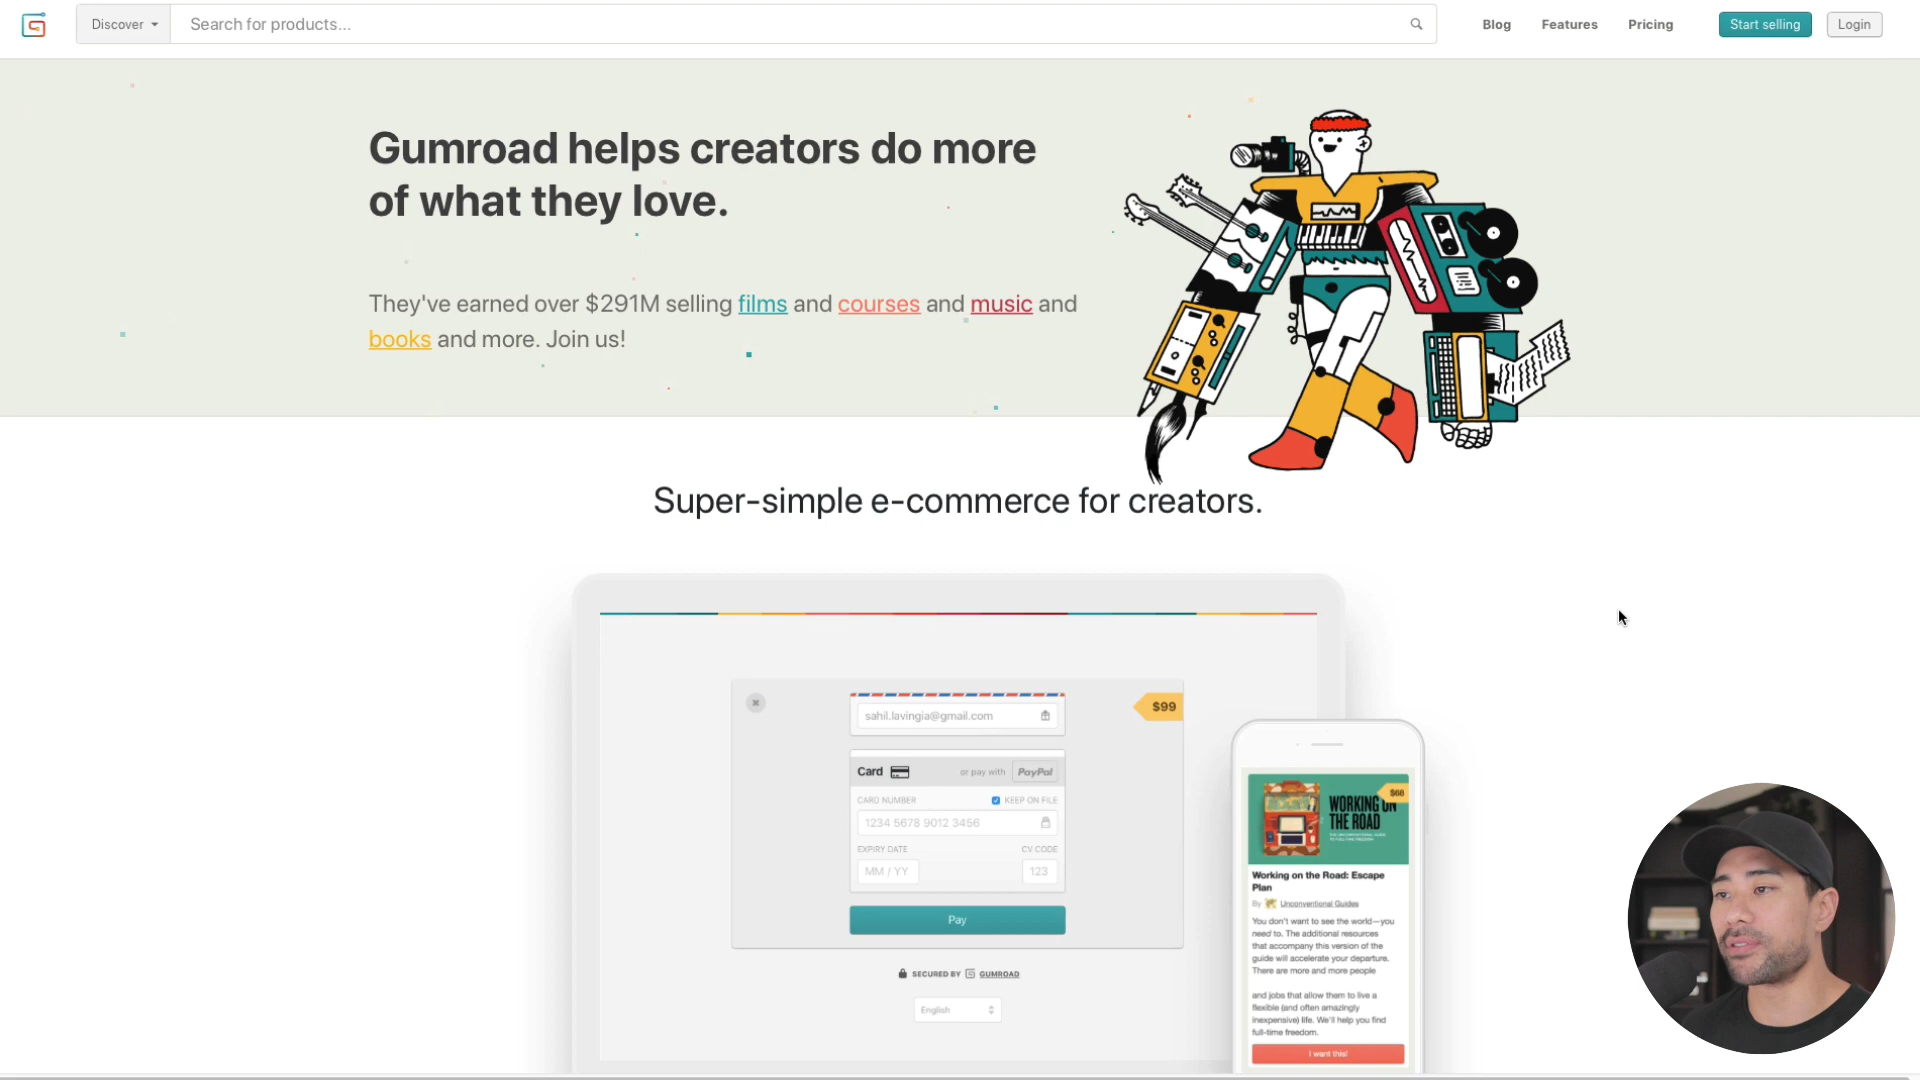 Discover
Search for products...
Blog
Features
Pricing
Start selling
Login
Gumroad helps creators do more
of what they love.
They've earned over $291M selling films and courses and music and
books and more. Join us!
Super-simple e-commerce for creators.
sahil.lavingia@gmail.com
$99
Card
or pay with PayPal
CARD NUMBER
KEEP ON FILE
1234 5678 9012 3456
EXPIRY DATE
CV CODE
MM / YY
123
Pay
SECURED BY GUMROAD
English
$68
WORKING ON
THE ROAD
Working on the Road: Escape
Plan
By Unconventional Guides
You don't want to see the world—you
need to. The additional resources
that accompany this version of the
guide will accelerate your departure.
There are more and more people
and jobs that allow them to live a
flexible (and often amazingly
inexpensive) life. We'll help you find
full-time freedom.
I want this!